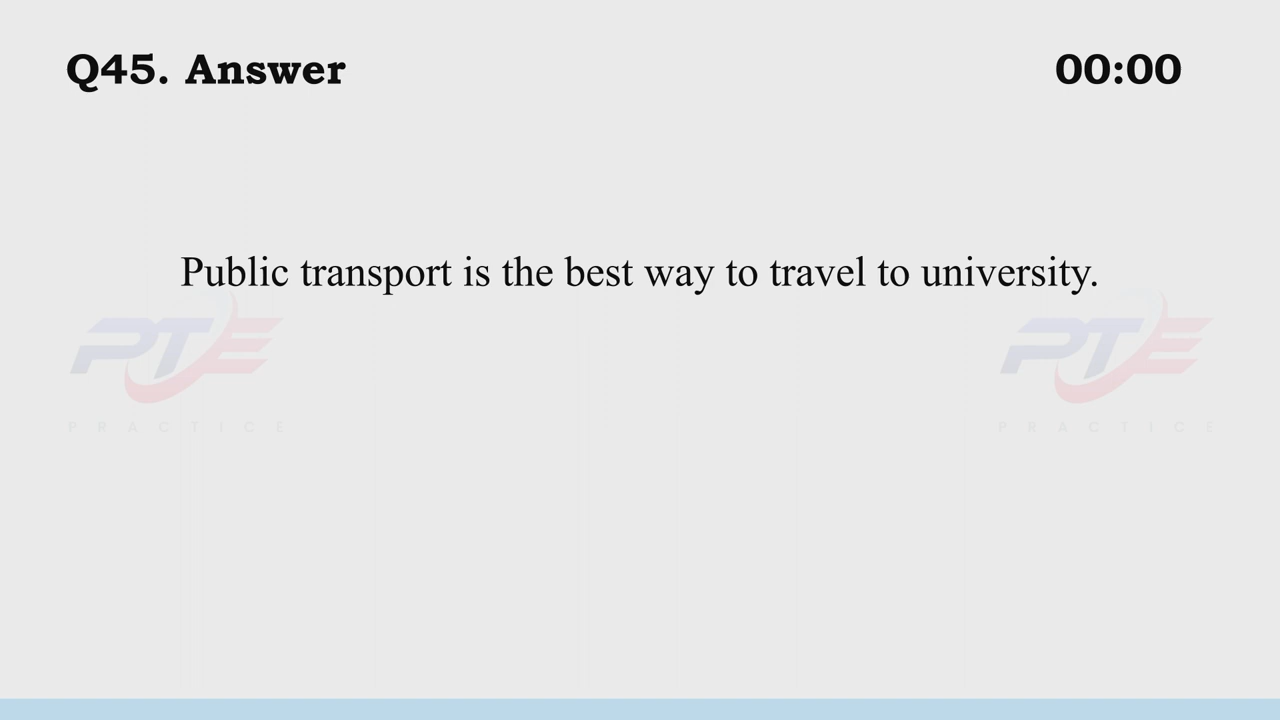 Q45. Answer
00:00
Public transport is the best way to travel to university.
PTE PTE
PRACTICE PRACTICE